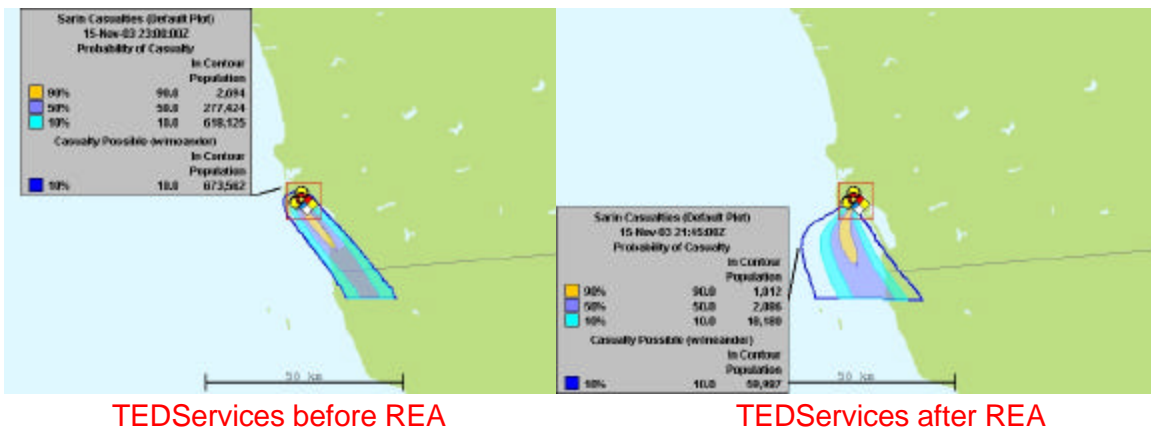 Sarin Casualties (Default Plot)
15-Nov-03 23:00:00Z
Probability of Casualty
In Contour
Population
90% 90.0 2,094
50% 50.0 277,424
10% 10.0 618,125
Casualty Possible (w/meander)
In Contour
Population
10% 10.0 673,562
Sarin Casualties (Default Plot)
15-Nov-03 21:45:00Z
Probability of Casualty
In Contour
Population
90% 90.0 1,012
50% 50.0 2,086
10% 10.0 18,180
Casualty Possible (w/meander)
In Contour
Population
10% 10.0 59,987
50 km
50 km
TEDServices before REA
TEDServices after REA